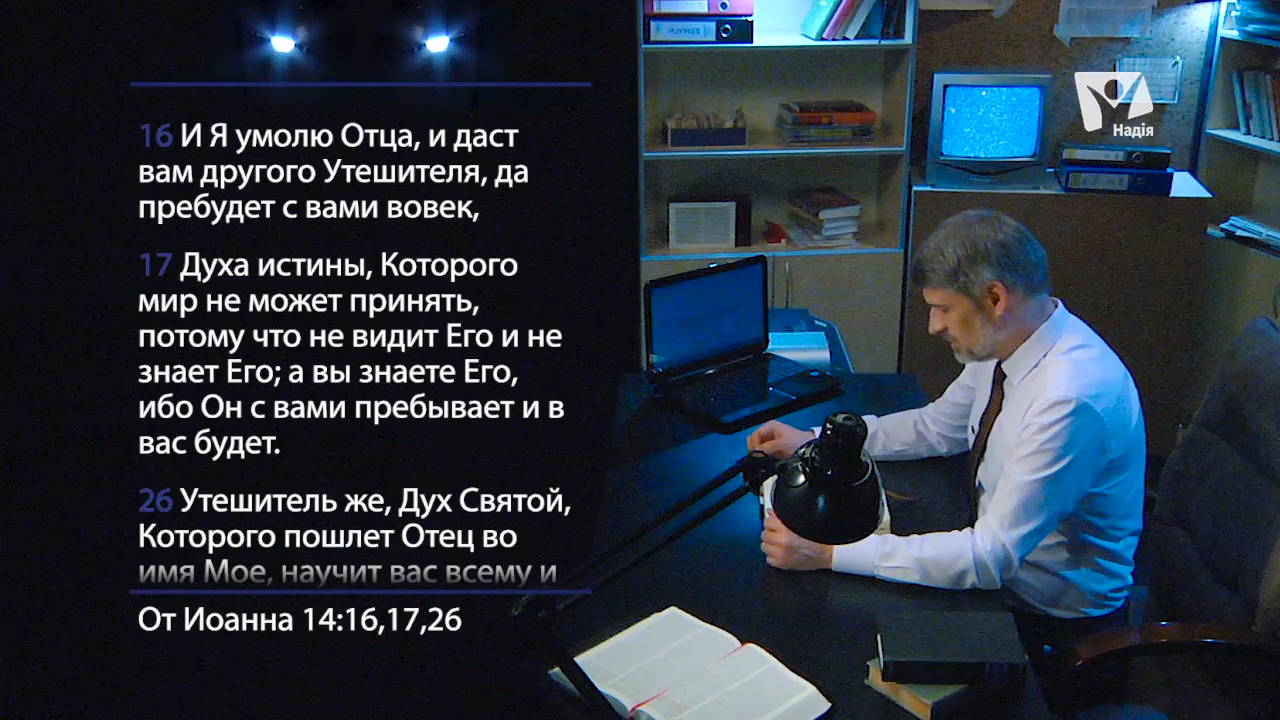 16 И Я умолю Отца, и даст
вам другого Утешителя, да
пребудет с вами вовек,
17 Духа истины, Которого
мир не может принять,
потому что не видит Его и не
знает Его; а вы знаете Его,
ибо Он с вами пребывает и в
вас будет.
26 Утешитель же, Дух Святой,
Которого пошлет Отец во
имя Мое, научит вас всему и
От Иоанна 14:16,17,26
Надія